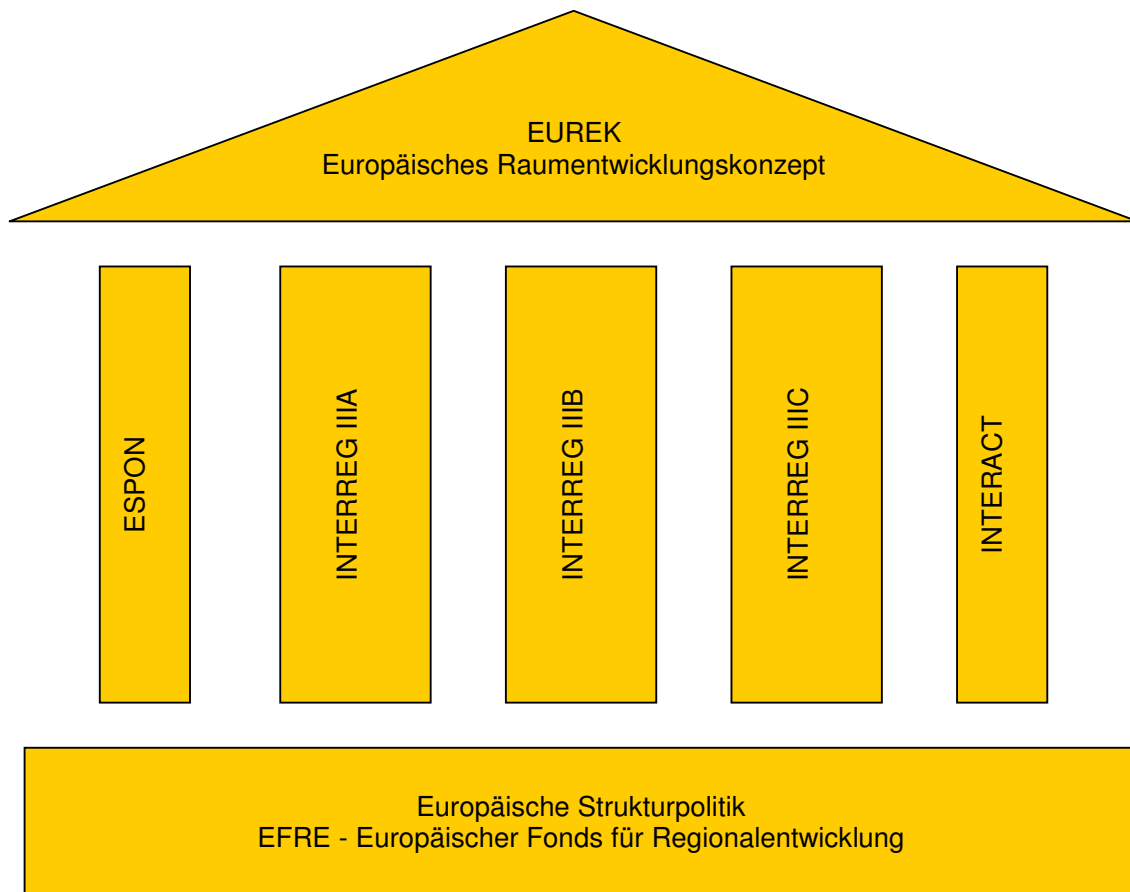 EUREK
Europäisches Raumentwicklungskonzept
ESPON
INTERREG IIIA
INTERREG IIIB
INTERREG IIIC
INTERACT
Europäische Strukturpolitik
EFRE - Europäischer Fonds für Regionalentwicklung